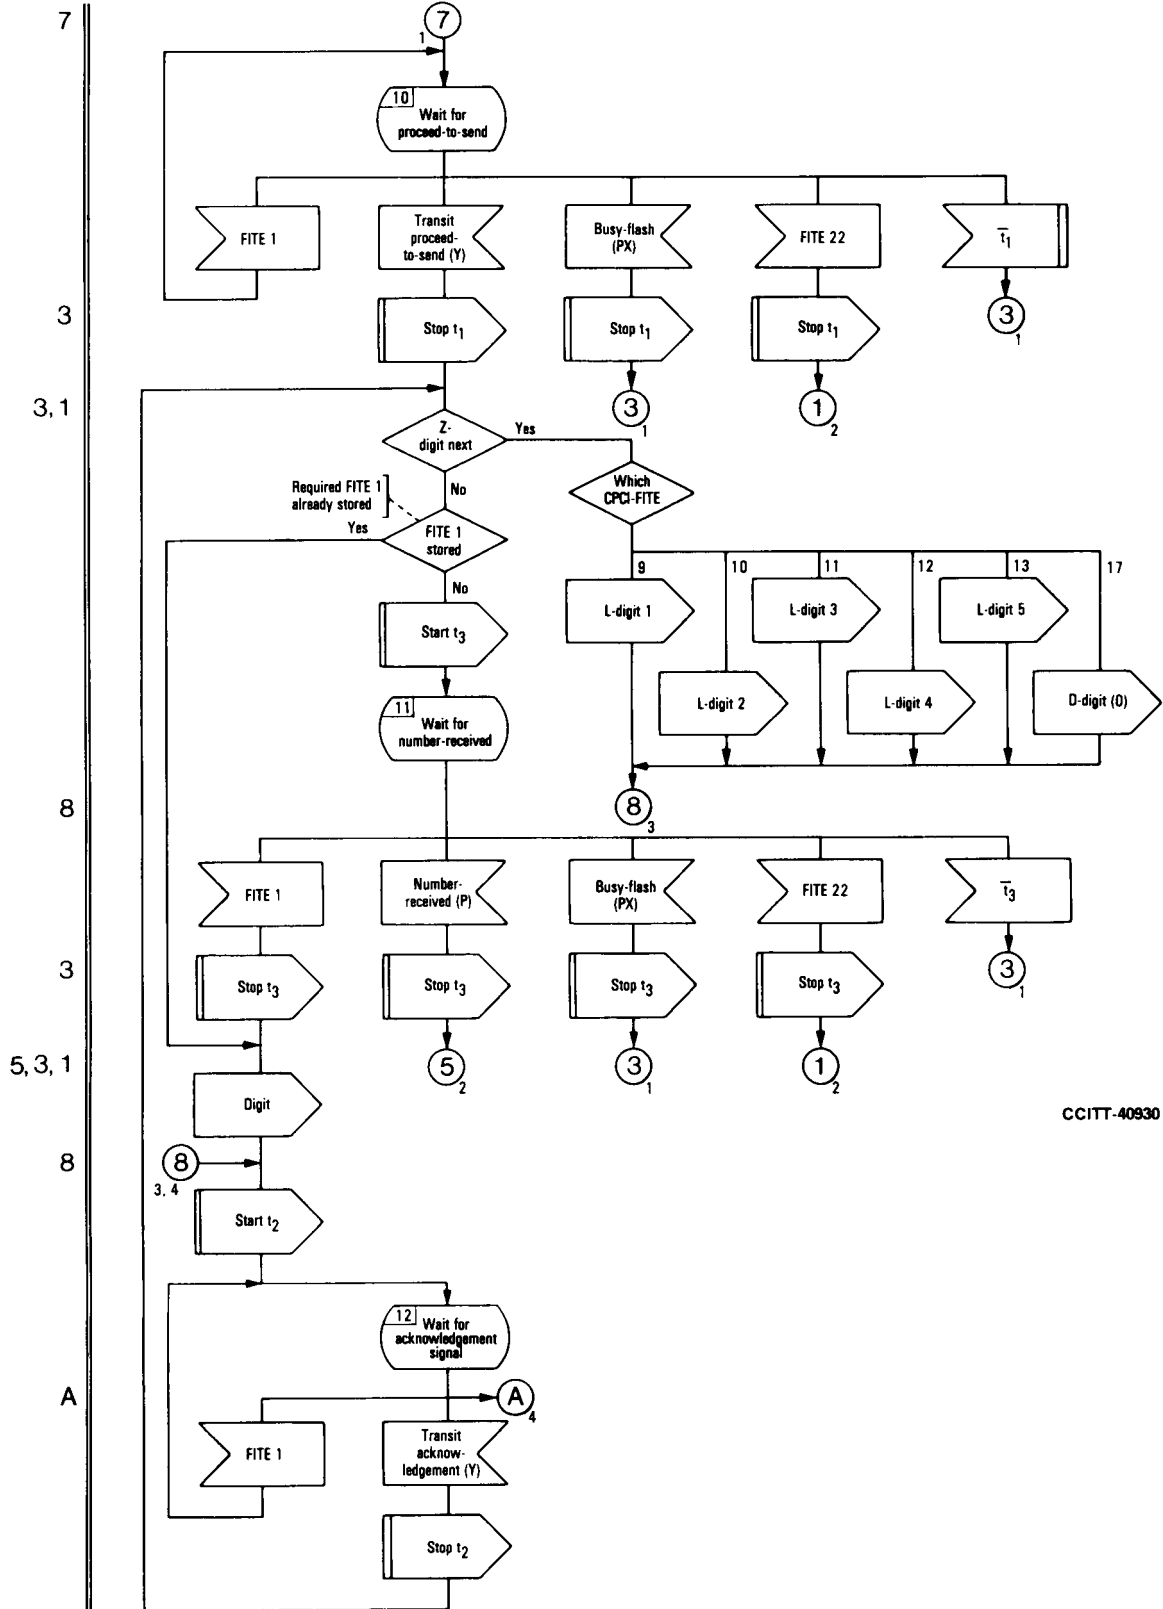 7
7
1
10
Wait for
proceed-to-send
FITE 1
Transit
proceed-
to-send (Y)
Busy-flash
(PX)
FITE 22
t̅1
3
Stop t1
Stop t1
Stop t1
3
1
3, 1
3
1
1
2
Z-
digit next
Yes
No
Which
CPCI-FITE
Required FITE 1
already stored
Yes
FITE 1
stored
No
9
10
11
12
13
17
L-digit 1
L-digit 3
L-digit 5
Start t3
L-digit 2
L-digit 4
D-digit (0)
11
Wait for
number-received
8
8
3
FITE 1
Number-
received (P)
Busy-flash
(PX)
FITE 22
t̅3
3
Stop t3
Stop t3
Stop t3
Stop t3
3
1
5, 3, 1
5
2
3
1
1
2
Digit
CCITT-40930
8
8
3, 4
Start t2
12
Wait for
acknowledgement
signal
A
A
4
FITE 1
Transit
acknow-
ledgement (Y)
Stop t2